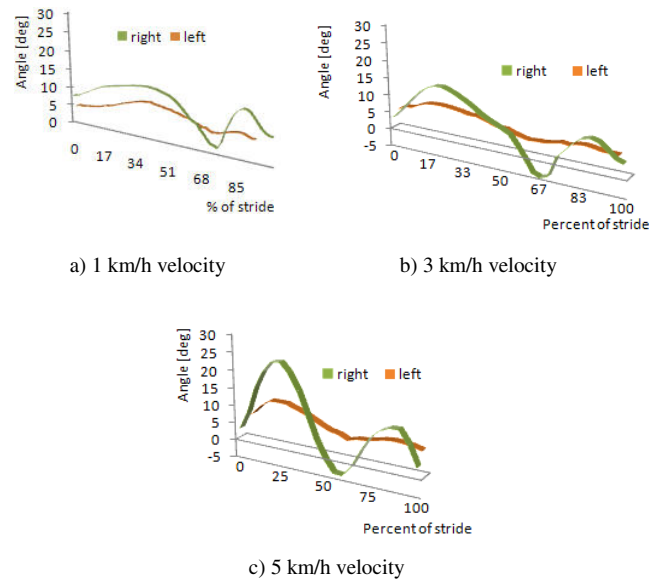 Angle [deg]
30
25
20
15
10
5
0
right left
0 17 34 51 68 85
% of stride
a) 1 km/h velocity
Angle [deg]
30
25
20
15
10
5
0
-5
right left
0 17 33 50 67 83 100
Percent of stride
b) 3 km/h velocity
Angle [deg]
30
25
20
15
10
5
0
-5
right left
0 25 50 75 100
Percent of stride
c) 5 km/h velocity